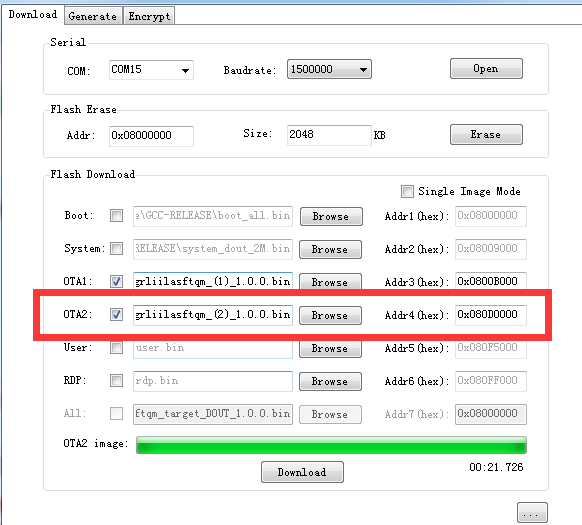 Download Generate Encrypt
Serial
COM: COM15 Baudrate: 1500000 Open
Flash Erase
Addr: 0x08000000 Size: 2048 KB Erase
Flash Download
Single Image Mode
Boot: e\GCC-RELEASE\boot_all.bin Browse Addr1(hex): 0x08000000
System: RELEASE\system_dout_2M.bin Browse Addr2(hex): 0x08009000
OTA1: grliilasftqm_(1)_1.0.0.bin Browse Addr3(hex): 0x0800B000
OTA2: grliilasftqm_(2)_1.0.0.bin Browse Addr4(hex): 0x080D0000
User: user.bin Browse Addr5(hex): 0x080F5000
RDP: rdp.bin Browse Addr6(hex): 0x080FF000
All: ftqm_target_DOUT_1.0.0.bin Browse Addr7(hex): 0x08000000
OTA2 image:
Download 00:21.726
...